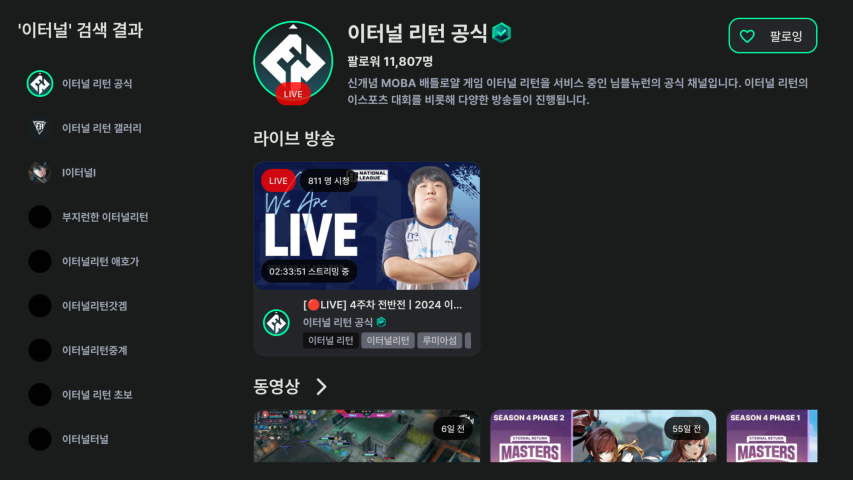 '이터널' 검색 결과
이터널 리턴 공식
이터널 리턴 갤러리
I이터널I
부지런한 이터널리턴
이터널리턴 애호가
이터널리턴갓겜
이터널리턴중계
이터널 리턴 초보
이터널터널
LIVE
이터널 리턴 공식
팔로워 11,807명
신개념 MOBA 배틀로얄 게임 이터널 리턴을 서비스 중인 님블뉴런의 공식 채널입니다. 이터널 리턴의
이스포츠 대회를 비롯해 다양한 방송들이 진행됩니다.
팔로잉
라이브 방송
LIVE
811 명 시청
NATIONAL
LEAGUE
We Are
LIVE
02:33:51 스트리밍 중
[🔴LIVE] 4주차 전반전 | 2024 이...
이터널 리턴 공식
이터널 리턴
이터널리턴
루미아섬
동영상
6일 전
SEASON 4 PHASE 2
55일 전
ETERNAL RETURN
MASTERS
SEASON 4 PHASE 1
ETERNAL RETURN
MASTERS